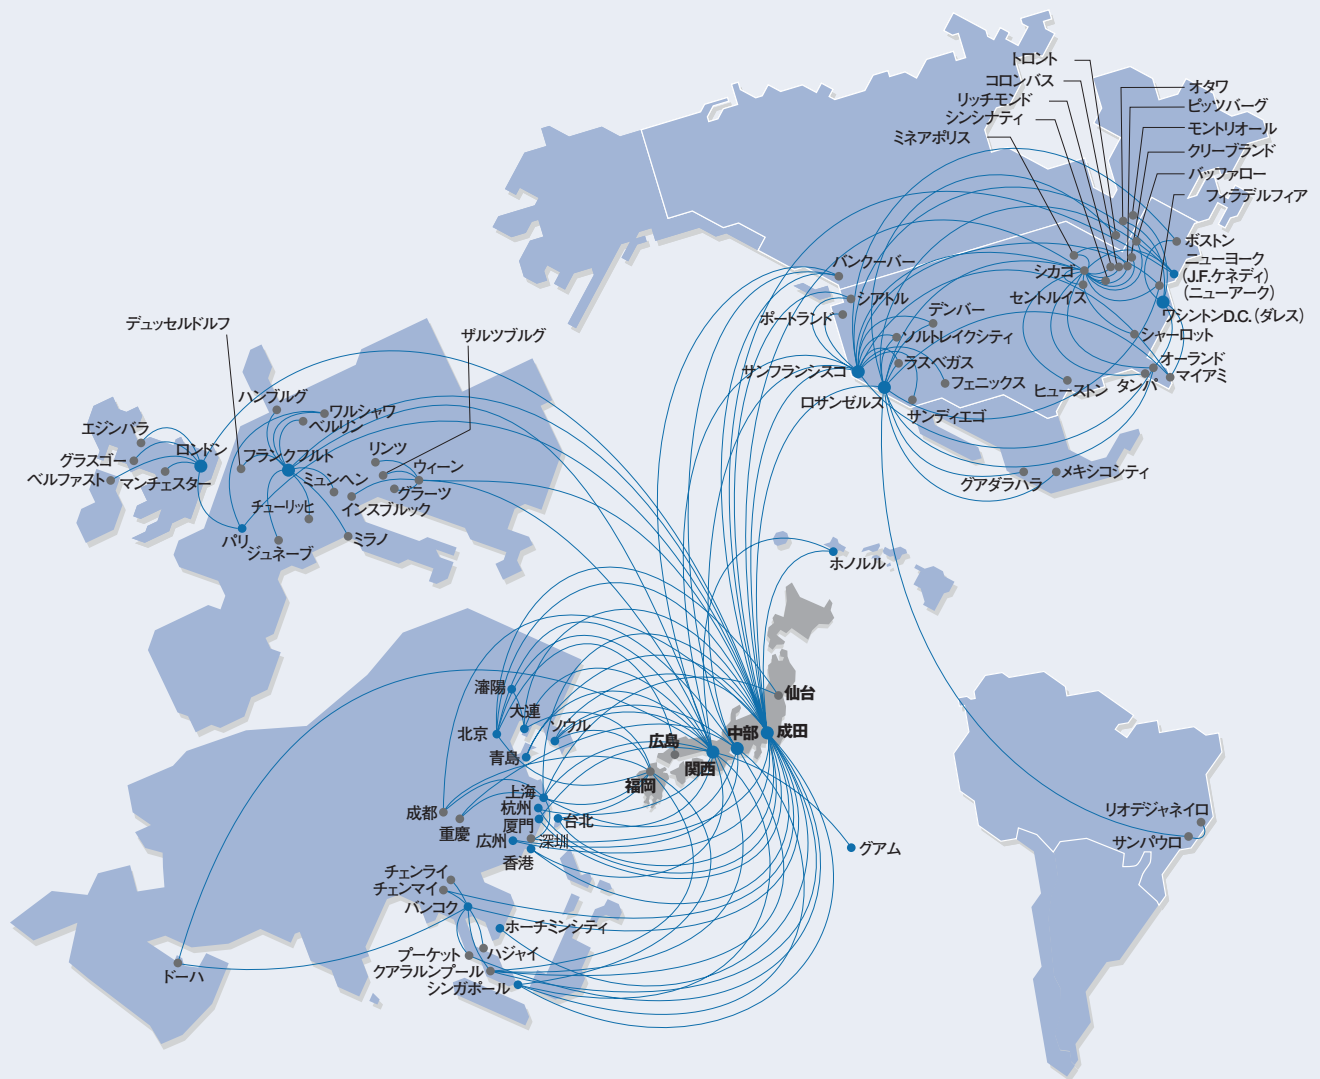 トロント
コロンバス
リッチモンド
シンシナティ
ミネアポリス
オタワ
ピッツバーグ
モントリオール
クリーブランド
バッファロー
フィラデルフィア
ボストン
ニューヨーク
(J.F.ケネディ)
(ニューアーク)
ワシントンD.C.(ダレス)
シカゴ
セントルイス
シャーロット
オーランド
マイアミ
タンパ
ヒューストン
バンクーバー
シアトル
ポートランド
デンバー
ソルトレイクシティ
ラスベガス
サンフランシスコ
フェニックス
ロサンゼルス
サンディエゴ
グアダラハラ
メキシコシティ
デュッセルドルフ
ザルツブルグ
ハンブルグ
ワルシャワ
ベルリン
エジンバラ
ロンドン
グラスゴー
ベルファスト
マンチェスター
フランクフルト
リンツ
ウィーン
ミュンヘン
グラーツ
インスブルック
チューリッヒ
パリ
ジュネーブ
ミラノ
ホノルル
瀋陽
大連
北京
ソウル
青島
仙台
成田
中部
広島
関西
福岡
上海
杭州
成都
重慶
厦門
台北
広州
深圳
香港
グアム
チェンライ
チェンマイ
バンコク
ホーチミンシティ
プーケット
ハジャイ
クアラルンプール
シンガポール
ドーハ
リオデジャネイロ
サンパウロ